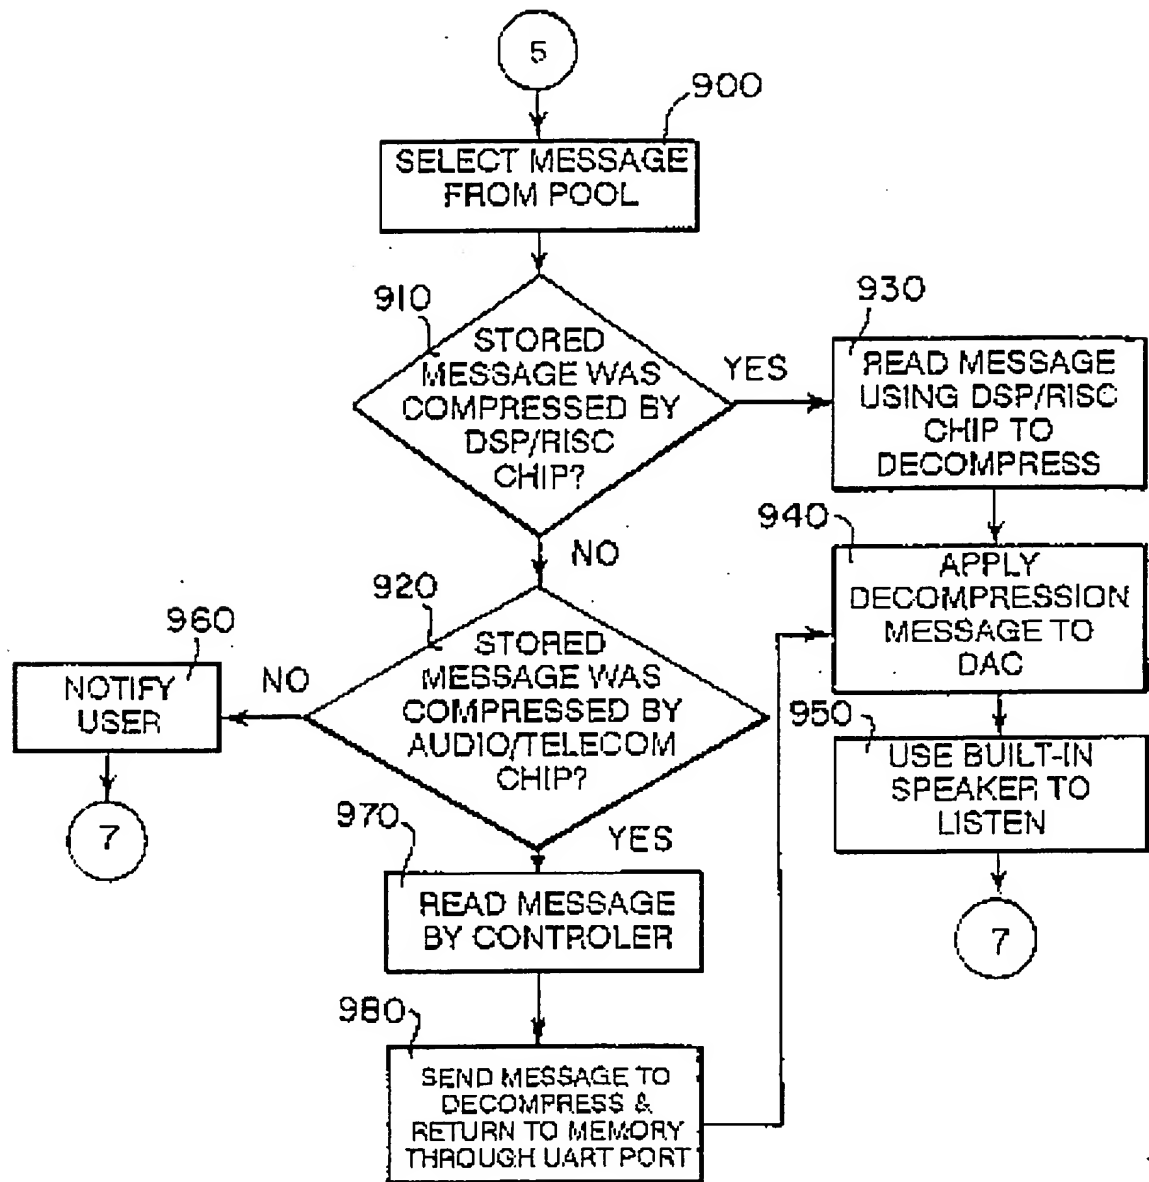 5
900
SELECT MESSAGE
FROM POOL
910
STORED
MESSAGE WAS
COMPRESSED BY
DSP/RISC
CHIP?
YES
930
READ MESSAGE
USING DSP/RISC
CHIP TO
DECOMPRESS
NO
940
APPLY
DECOMPRESSION
MESSAGE TO
DAC
920
STORED
MESSAGE WAS
COMPRESSED BY
AUDIO/TELECOM
CHIP?
960
NO
NOTIFY
USER
7
950
USE BUILT-IN
SPEAKER TO
LISTEN
7
970
YES
READ MESSAGE
BY CONTROLER
980
SEND MESSAGE TO
DECOMPRESS &
RETURN TO MEMORY
THROUGH UART PORT